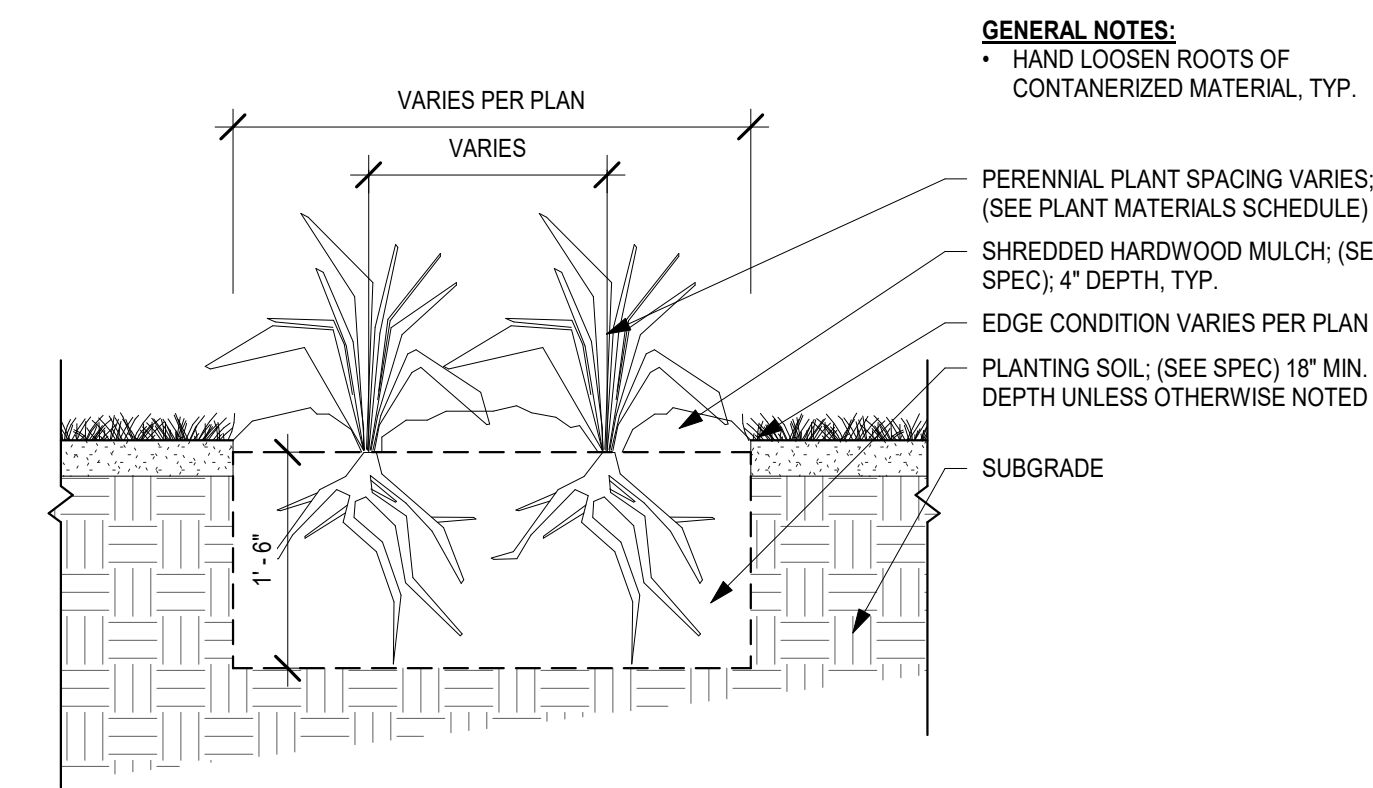 GENERAL NOTES:
• HAND LOOSEN ROOTS OF
CONTANERIZED MATERIAL, TYP.
VARIES PER PLAN
VARIES
PERENNIAL PLANT SPACING VARIES;
(SEE PLANT MATERIALS SCHEDULE)
SHREDDED HARDWOOD MULCH; (SE
SPEC); 4" DEPTH, TYP.
EDGE CONDITION VARIES PER PLAN
PLANTING SOIL; (SEE SPEC) 18" MIN.
DEPTH UNLESS OTHERWISE NOTED
SUBGRADE
1' - 6"